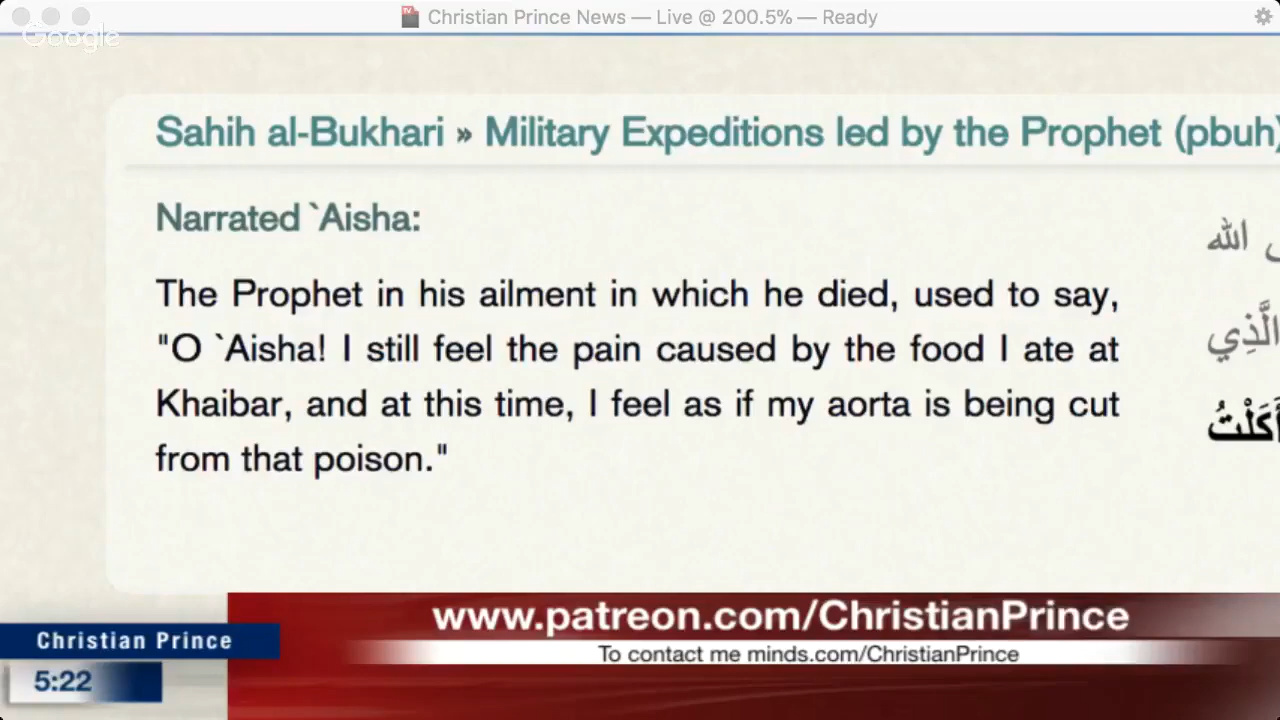 Christian Prince News — Live @ 200.5% — Ready
Google
Sahih al-Bukhari » Military Expeditions led by the Prophet (pbuh)
Narrated `Aisha:
The Prophet in his ailment in which he died, used to say,
"O `Aisha! I still feel the pain caused by the food I ate at
Khaibar, and at this time, I feel as if my aorta is being cut
from that poison."
الله
الَّذِي
www.patreon.com/ChristianPrince
Christian Prince
To contact me minds.com/ChristianPrince
5:22